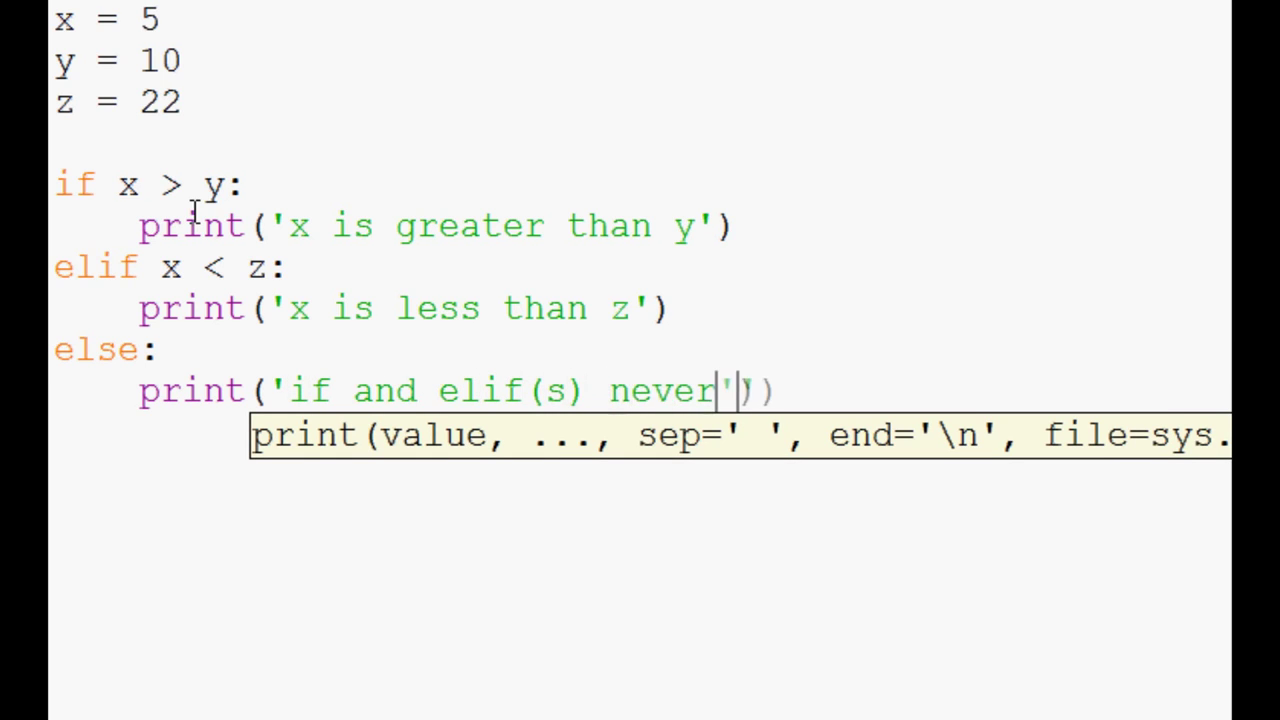 x = 5
y = 10
z = 22
if x > y:
    print('x is greater than y')
elif x < z:
    print('x is less than z')
else:
    print('if and elif(s) never'))
print(value, ..., sep=' ', end='\n', file=sys.